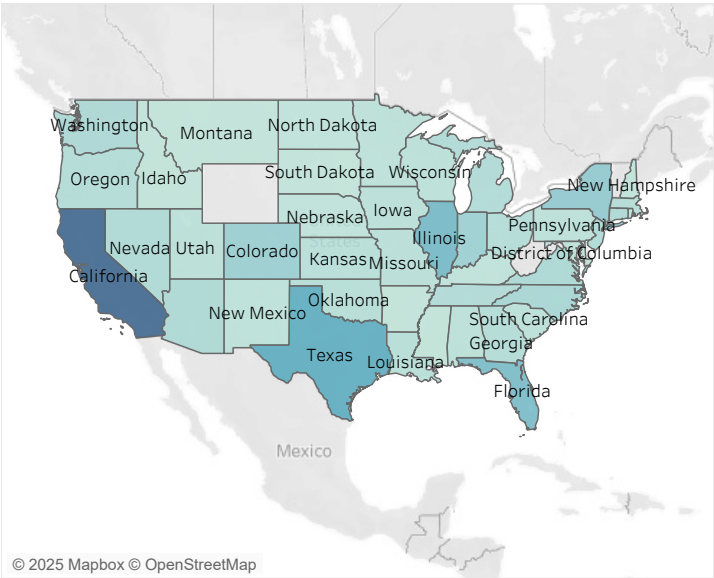 Washington
Montana
North Dakota
Oregon
Idaho
South Dakota
Wisconsin
New Hampshire
Nebraska
Iowa
Pennsylvania
Nevada
Utah
Colorado
States
Kansas
Missouri
Illinois
District of Columbia
California
New Mexico
Oklahoma
South Carolina
Georgia
Texas
Louisiana
Florida
Mexico
© 2025 Mapbox © OpenStreetMap